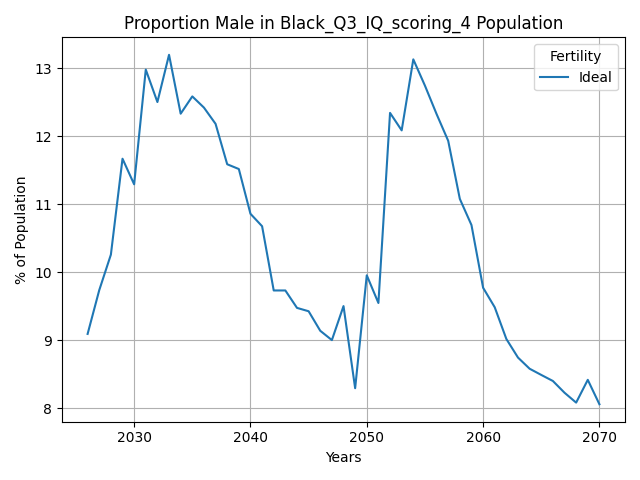 Proportion Male in Black_Q3_IQ_scoring_4 Population
Fertility
Ideal
% of Population
13
12
11
10
9
8
2030 2040 2050 2060 2070
Years